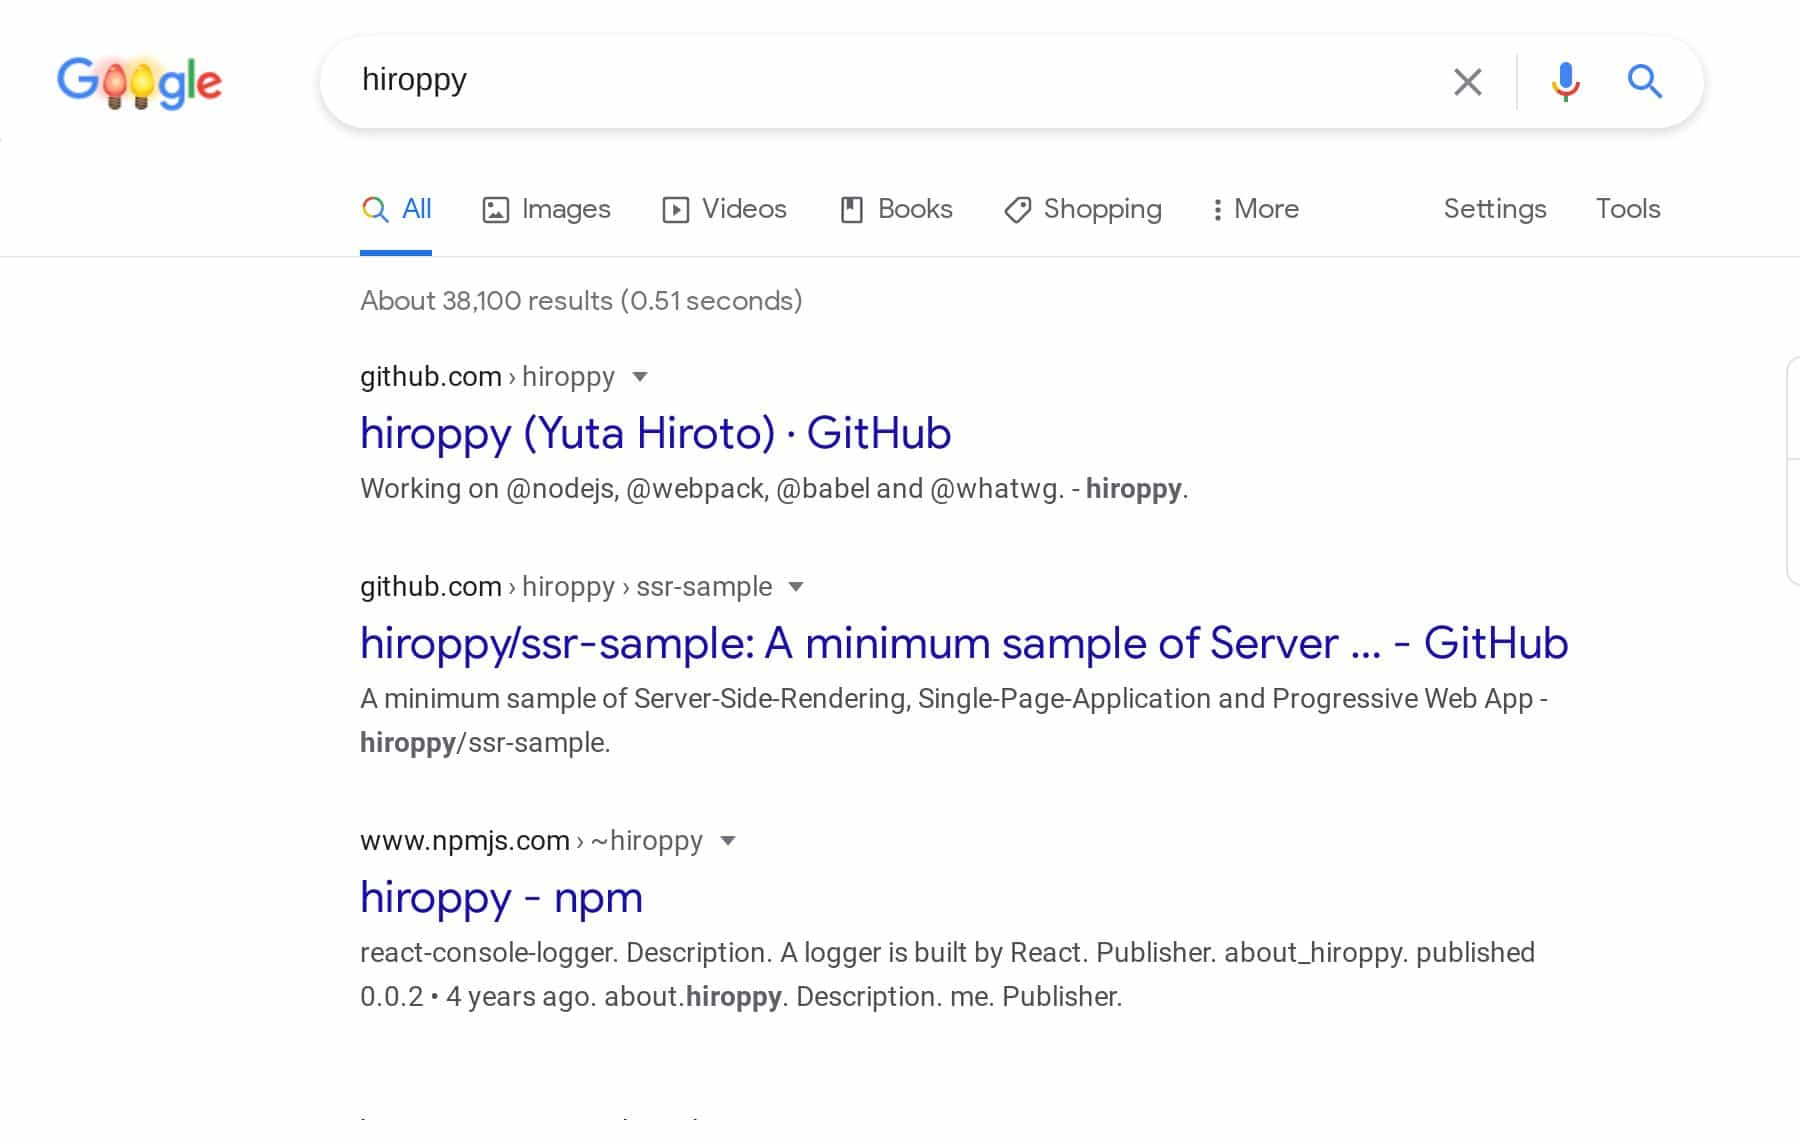 Google
hiroppy
All Images Videos Books Shopping More Settings Tools
About 38,100 results (0.51 seconds)
github.com › hiroppy
hiroppy (Yuta Hiroto) · GitHub
Working on @nodejs, @webpack, @babel and @whatwg. - hiroppy.
github.com › hiroppy › ssr-sample
hiroppy/ssr-sample: A minimum sample of Server ... - GitHub
A minimum sample of Server-Side-Rendering, Single-Page-Application and Progressive Web App -
hiroppy/ssr-sample.
www.npmjs.com › ~hiroppy
hiroppy - npm
react-console-logger. Description. A logger is built by React. Publisher. about_hiroppy. published
0.0.2 • 4 years ago. about.hiroppy. Description. me. Publisher.